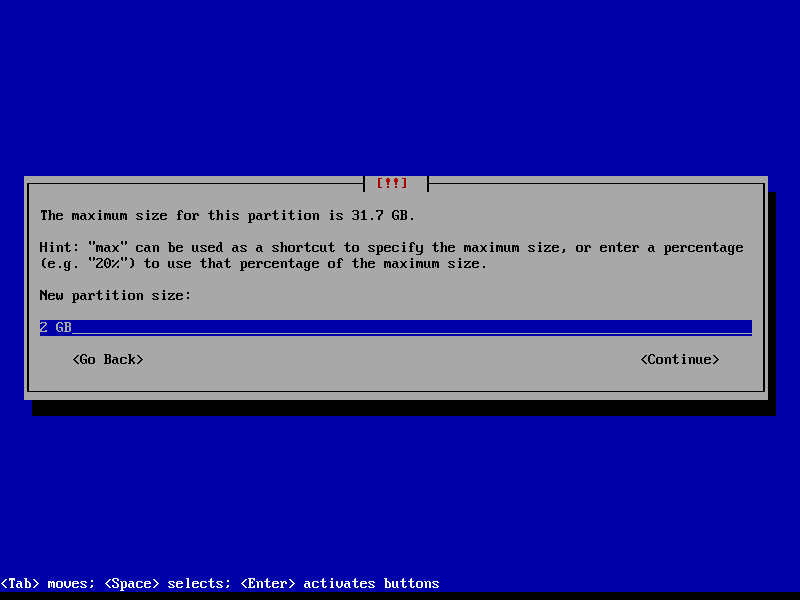 [!!]
The maximum size for this partition is 31.7 GB.
Hint: "max" can be used as a shortcut to specify the maximum size, or enter a percentage
(e.g. "20%") to use that percentage of the maximum size.
New partition size:
2 GB
<Go Back> <Continue>
<Tab> moves; <Space> selects; <Enter> activates buttons